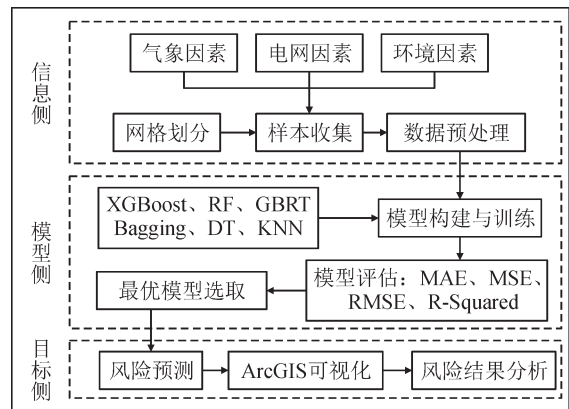 信息侧
气象因素
电网因素
环境因素
网格划分
样本收集
数据预处理
模型侧
XGBoost、RF、GBRT
Bagging、DT、KNN
模型构建与训练
最优模型选取
模型评估：MAE、MSE、
RMSE、R-Squared
目标侧
风险预测
ArcGIS可视化
风险结果分析